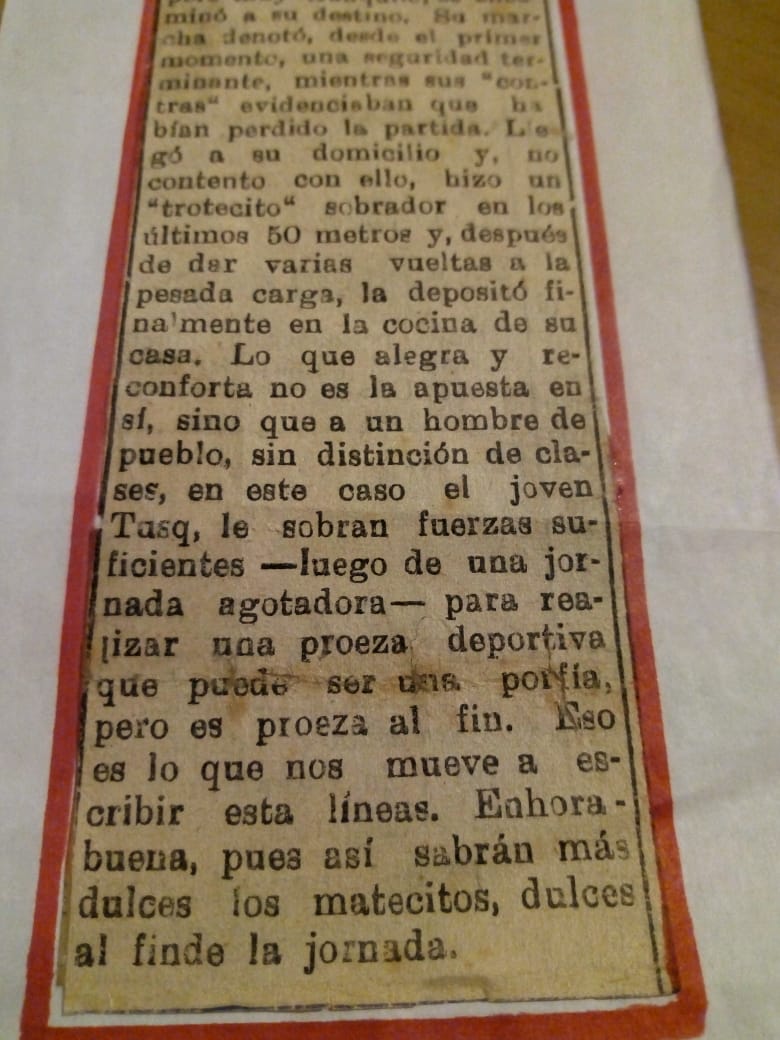 minó a su destino. Su mar-
cha denotó, desde el primer
momento, una seguridad ter-
minante, mientras sus "con-
tras" evidenciaban que ha
bían perdido la partida. Lle
gó a su domicilio y, no
contento con ello, hizo un
"trotecito" sobrador en los
últimos 50 metros y, después
de dar varias vueltas a la
pesada carga, la depositó fi-
nalmente en la cocina de su
casa. Lo que alegra y re-
conforta no es la apuesta en
sí, sino que a un hombre de
pueblo, sin distinción de cla-
ses, en este caso el joven
Tasq, le sobran fuerzas su-
ficientes —luego de una jor-
nada agotadora— para rea-
lizar una proeza deportiva
que puede ser una porfía,
pero es proeza al fin. Eso
es lo que nos mueve a es-
cribir esta líneas. Enhora-
buena, pues así sabrán más
dulces los matecitos, dulces
al finde la jornada.